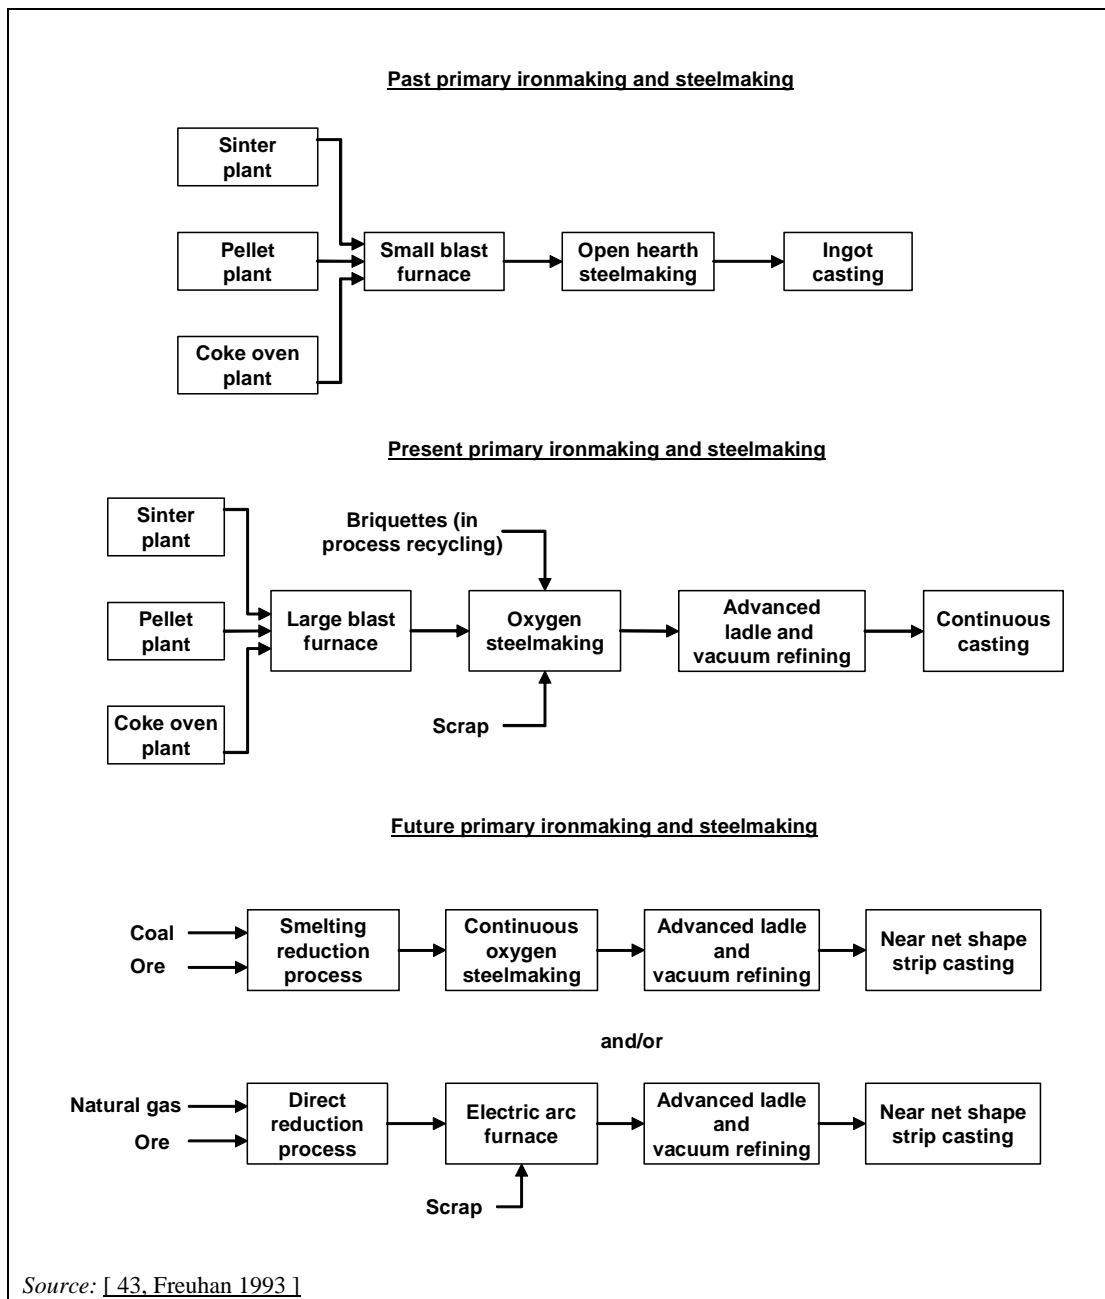 Past primary ironmaking and steelmaking
Sinter
plant
Pellet
plant
Coke oven
plant
Small blast
furnace
Open hearth
steelmaking
Ingot
casting
Present primary ironmaking and steelmaking
Sinter
plant
Pellet
plant
Coke oven
plant
Large blast
furnace
Briquettes (in
process recycling)
Oxygen
steelmaking
Scrap
Advanced
ladle and
vacuum refining
Continuous
casting
Future primary ironmaking and steelmaking
Coal
Ore
Smelting
reduction
process
Continuous
oxygen
steelmaking
Advanced ladle
and
vacuum refining
Near net shape
strip casting
and/or
Natural gas
Ore
Direct
reduction
process
Electric arc
furnace
Scrap
Advanced ladle
and
vacuum refining
Near net shape
strip casting
Source: [ 43, Freuhan 1993 ]